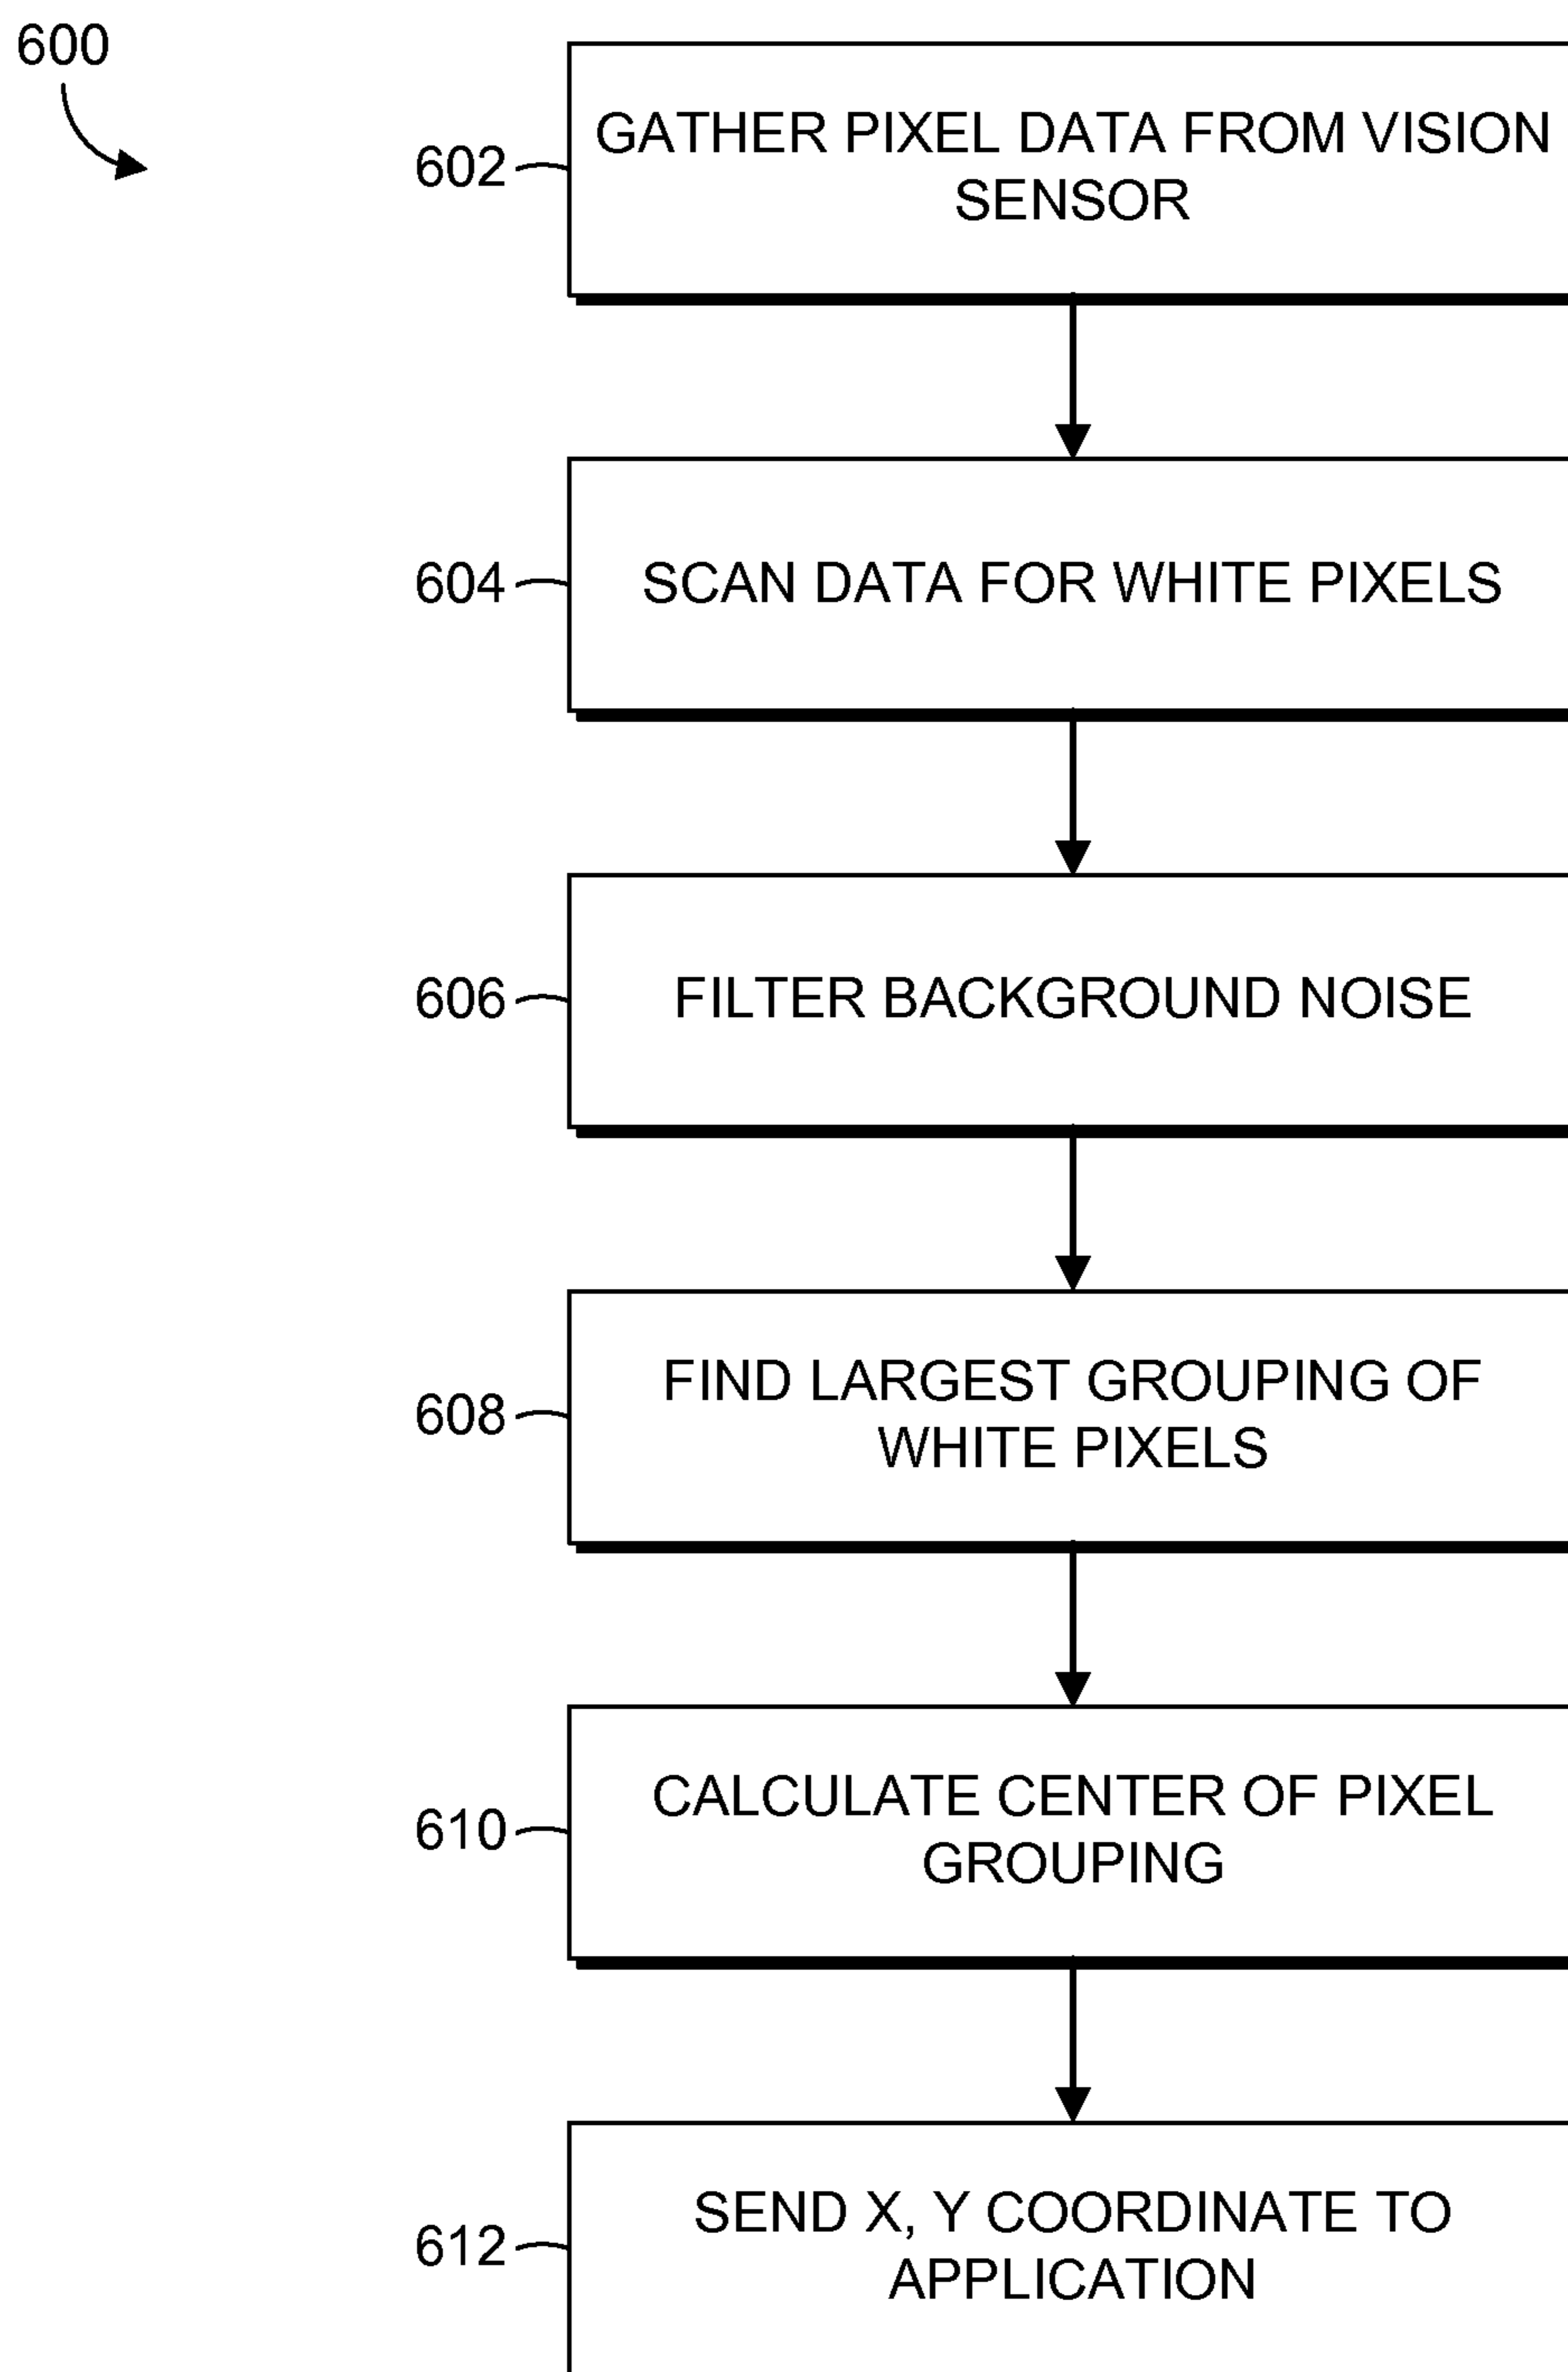 600
602
GATHER PIXEL DATA FROM VISION
SENSOR
604
SCAN DATA FOR WHITE PIXELS
606
FILTER BACKGROUND NOISE
608
FIND LARGEST GROUPING OF
WHITE PIXELS
610
CALCULATE CENTER OF PIXEL
GROUPING
612
SEND X, Y COORDINATE TO
APPLICATION